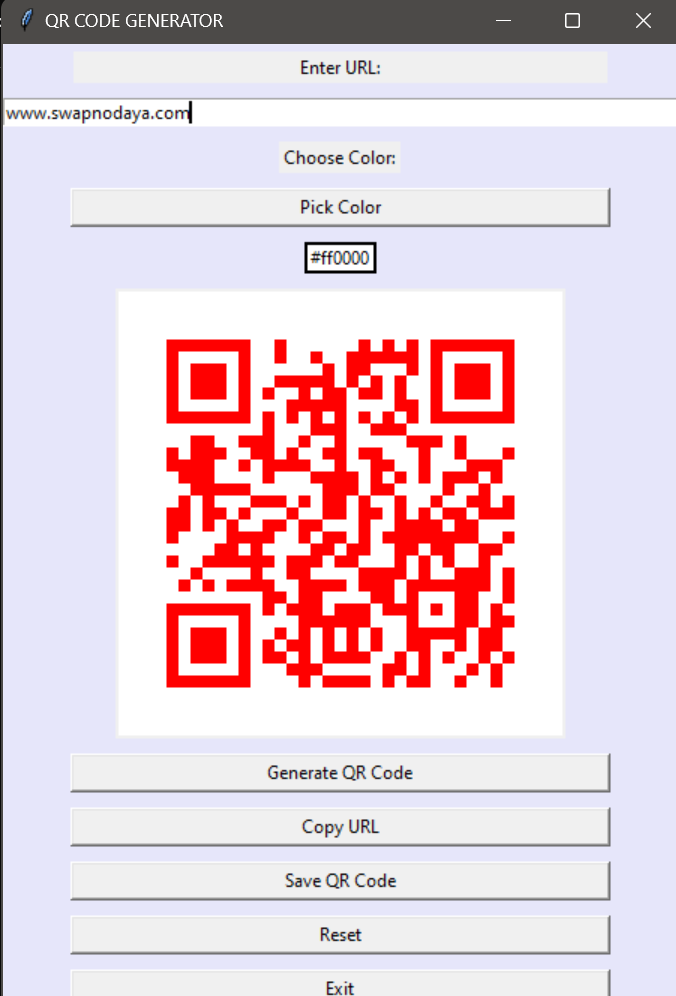 QR CODE GENERATOR
Enter URL:
www.swapnodaya.com
Choose Color:
Pick Color
#ff0000
Generate QR Code
Copy URL
Save QR Code
Reset
Exit